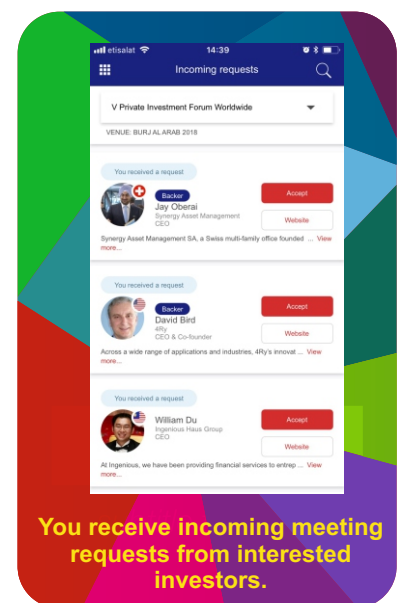 etisalat 14:39
Incoming requests
V Private Investment Forum Worldwide
VENUE: BURJ AL ARAB 2018
You received a request
Backer
Accept
Jay Oberai
Synergy Asset Management
CEO
Website
Synergy Asset Management SA, a Swiss multi-family office founded ... View
more...
You received a request
Backer
Accept
David Bird
4Ry
CEO & Co-founder
Website
Across a wide range of applications and industries, 4Ry's innovat ... View
more...
You received a request
William Du
Accept
Ingenious Haus Group
CEO
Website
At Ingenious, we have been providing financial services to entrep ... View
more...
You receive incoming meeting
requests from interested
investors.